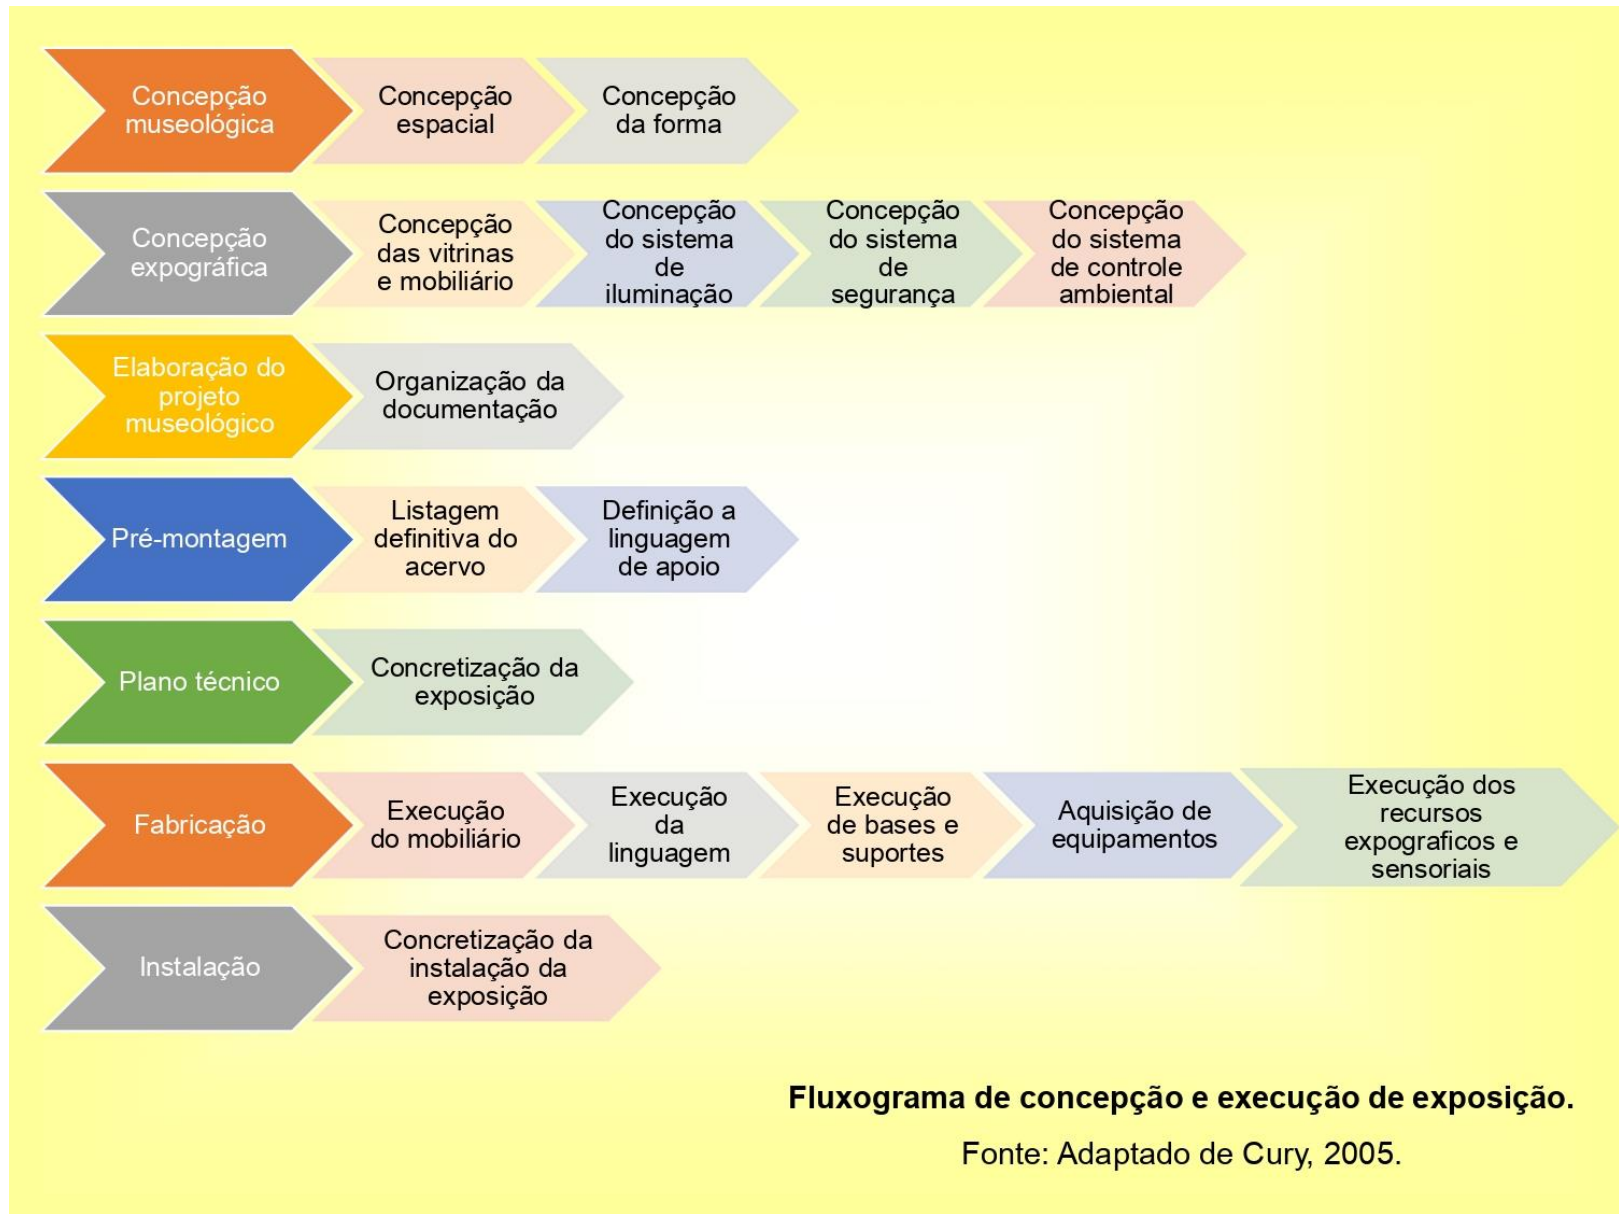 Concepção
museológica
Concepção
espacial
Concepção
da forma
Concepção
expográfica
Concepção
das vitrinas
e mobiliário
Concepção
do sistema
de
iluminação
Concepção
do sistema
de
segurança
Concepção
do sistema
de controle
ambiental
Elaboração do
projeto
museológico
Organização da
documentação
Pré-montagem
Listagem
definitiva do
acervo
Definição a
linguagem
de apoio
Plano técnico
Concretização da
exposição
Fabricação
Execução
do mobiliário
Execução
da
linguagem
Execução
de bases e
suportes
Aquisição de
equipamentos
Execução dos
recursos
expograficos e
sensoriais
Instalação
Concretização da
instalação da
exposição
Fluxograma de concepção e execução de exposição.
Fonte: Adaptado de Cury, 2005.